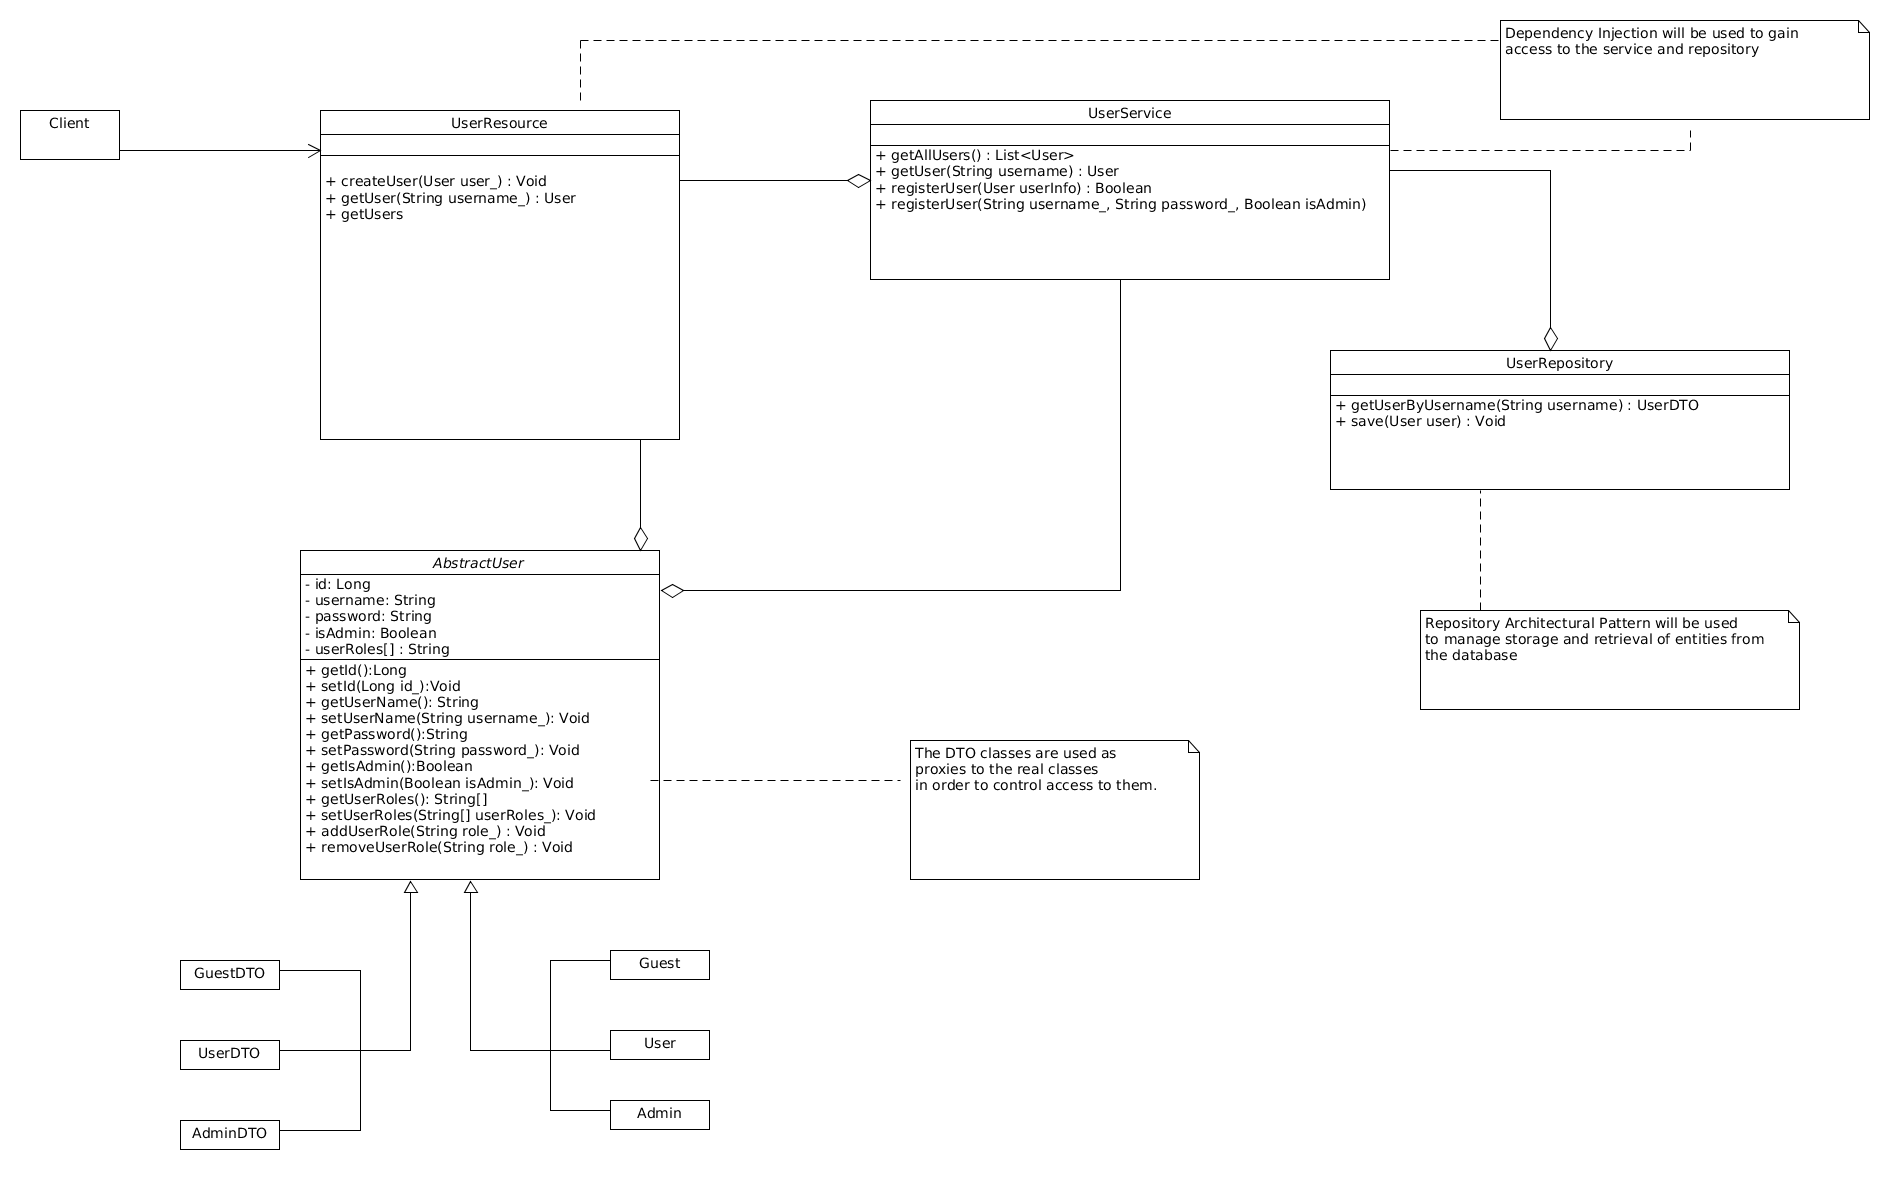 Dependency Injection will be used to gain
access to the service and repository
Client
UserResource
+ createUser(User user_) : Void
+ getUser(String username_) : User
+ getUsers
UserService
+ getAllUsers() : List<User>
+ getUser(String username) : User
+ registerUser(User userInfo) : Boolean
+ registerUser(String username_, String password_, Boolean isAdmin)
UserRepository
+ getUserByUsername(String username) : UserDTO
+ save(User user) : Void
AbstractUser
- id: Long
- username: String
- password: String
- isAdmin: Boolean
- userRoles[] : String
+ getId():Long
+ setId(Long id_):Void
+ getUserName(): String
+ setUserName(String username_): Void
+ getPassword():String
+ setPassword(String password_): Void
+ getIsAdmin():Boolean
+ setIsAdmin(Boolean isAdmin_): Void
+ getUserRoles(): String[]
+ setUserRoles(String[] userRoles_): Void
+ addUserRole(String role_) : Void
+ removeUserRole(String role_) : Void
Repository Architectural Pattern will be used
to manage storage and retrieval of entities from
the database
The DTO classes are used as
proxies to the real classes
in order to control access to them.
GuestDTO
UserDTO
AdminDTO
Guest
User
Admin